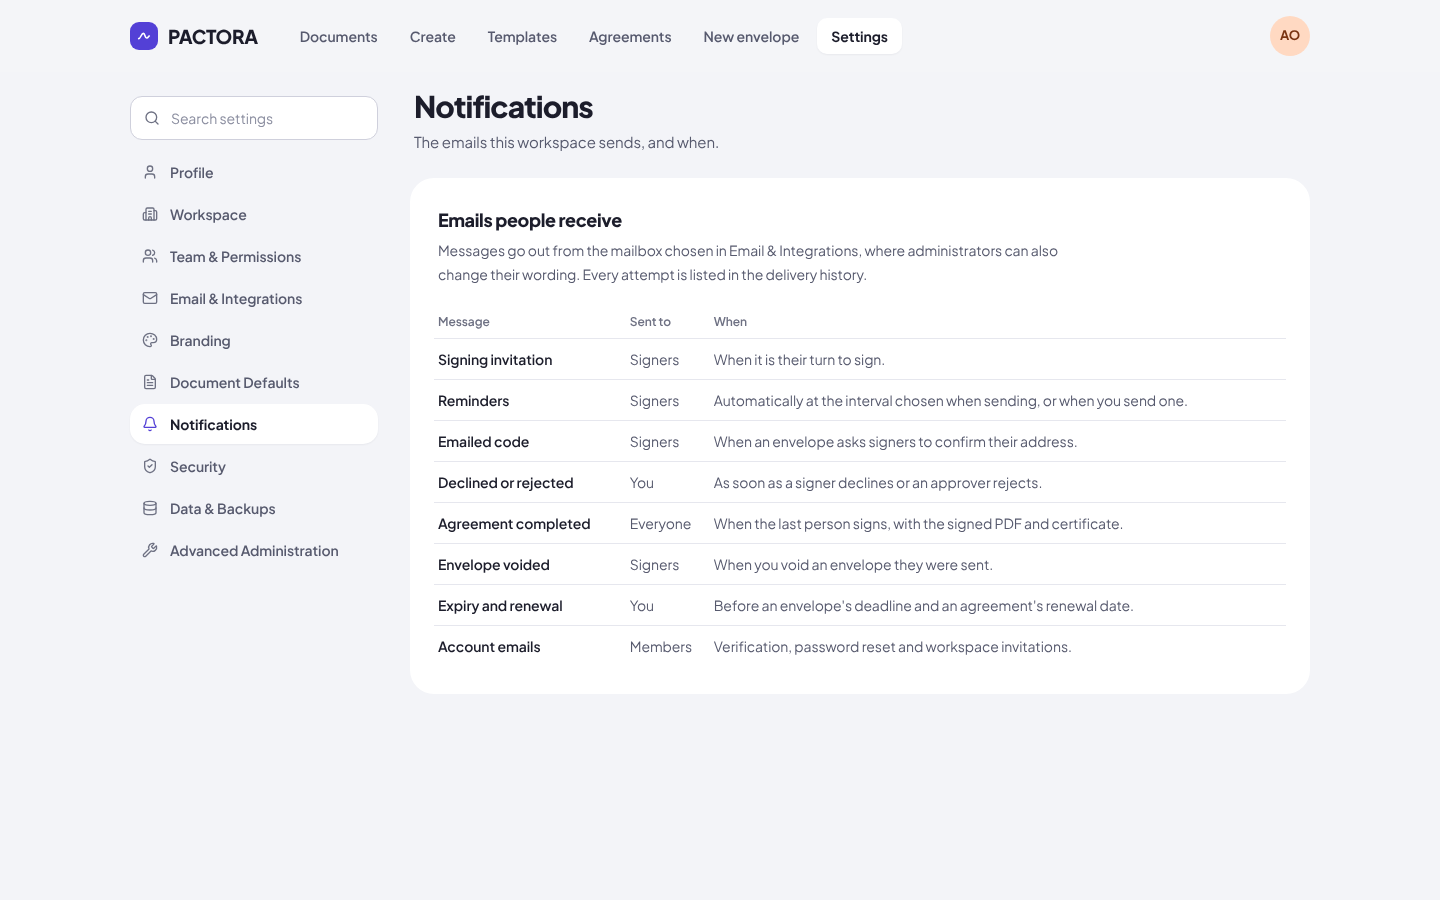 PACTORA
Documents
Create
Templates
Agreements
New envelope
Settings
AO
Search settings
Profile
Workspace
Team & Permissions
Email & Integrations
Branding
Document Defaults
Notifications
Security
Data & Backups
Advanced Administration
Notifications
The emails this workspace sends, and when.
Emails people receive
Messages go out from the mailbox chosen in Email & Integrations, where administrators can also
change their wording. Every attempt is listed in the delivery history.
Message Sent to When
Signing invitation Signers When it is their turn to sign.
Reminders Signers Automatically at the interval chosen when sending, or when you send one.
Emailed code Signers When an envelope asks signers to confirm their address.
Declined or rejected You As soon as a signer declines or an approver rejects.
Agreement completed Everyone When the last person signs, with the signed PDF and certificate.
Envelope voided Signers When you void an envelope they were sent.
Expiry and renewal You Before an envelope's deadline and an agreement's renewal date.
Account emails Members Verification, password reset and workspace invitations.